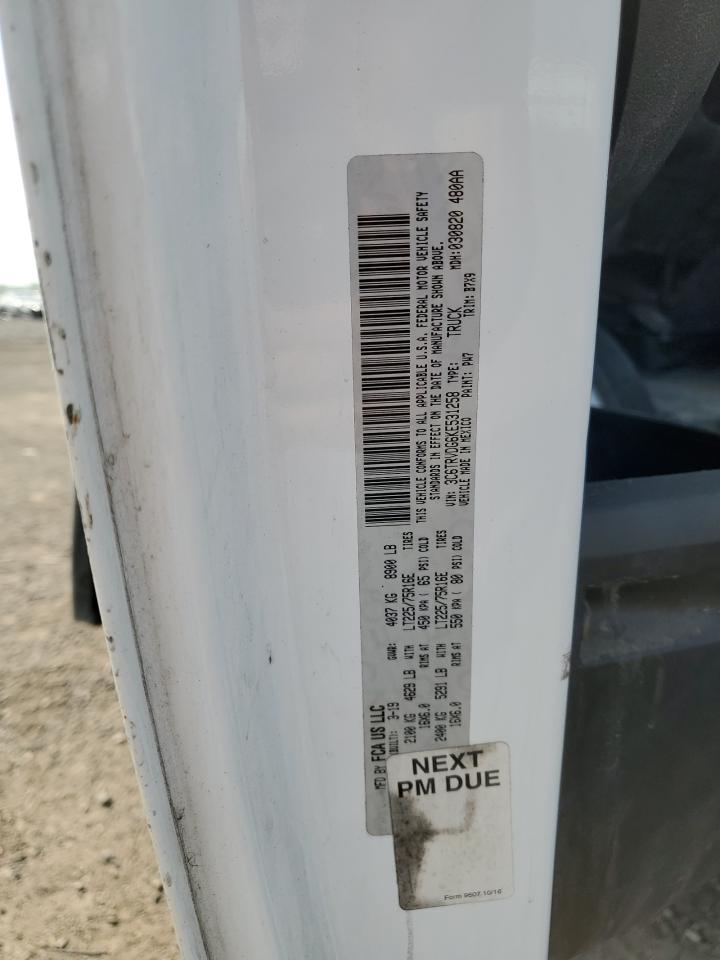 MFD BY FCA US LLC
BUILT: 3-19 GVWR: 4037 KG 8900 LB
2100 KG 4629 LB WITH LT225/75R16E TIRES
16X6.0 RIMS AT 450 KPA ( 65 PSI) COLD
2400 KG 5291 LB WITH LT225/75R16E TIRES
16X6.0 RIMS AT 550 KPA ( 80 PSI) COLD
THIS VEHICLE CONFORMS TO ALL APPLICABLE U.S.A. FEDERAL MOTOR VEHICLE SAFETY
STANDARDS IN EFFECT ON THE DATE OF MANUFACTURE SHOWN ABOVE.
VIN: 3C6TRVDG6KE531258 TYPE: TRUCK MDH:030820 480AA
VEHICLE MADE IN MEXICO PAINT: PW7 TRIM: B7X9
NEXT
PM DUE
Form 9607 10/16